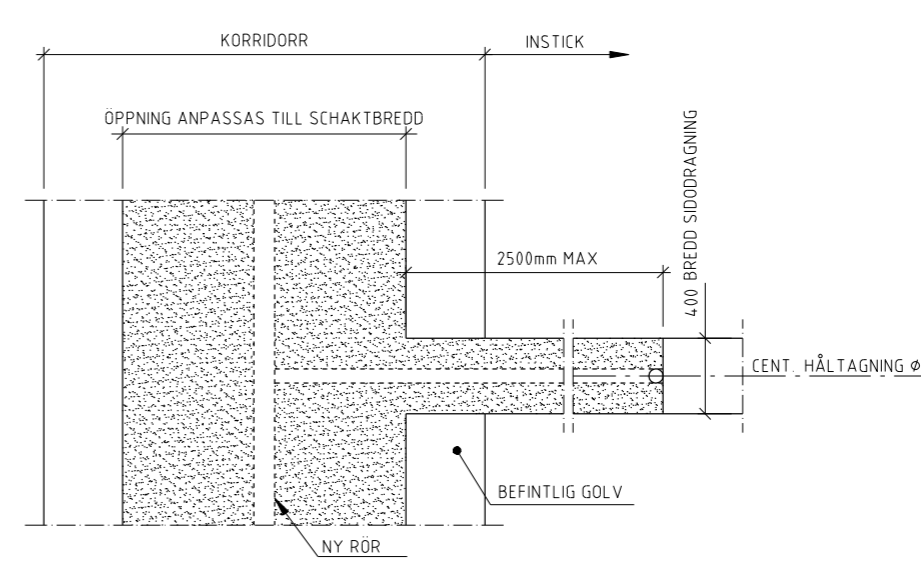 KORRIDORR
INSTICK
ÖPPNING ANPASSAS TILL SCHAKTBREDD
400 BREDD SIDODRAGNING
2500mm MAX
CENT. HÅLTAGNING Ø
BEFINTLIG GOLV
NY RÖR